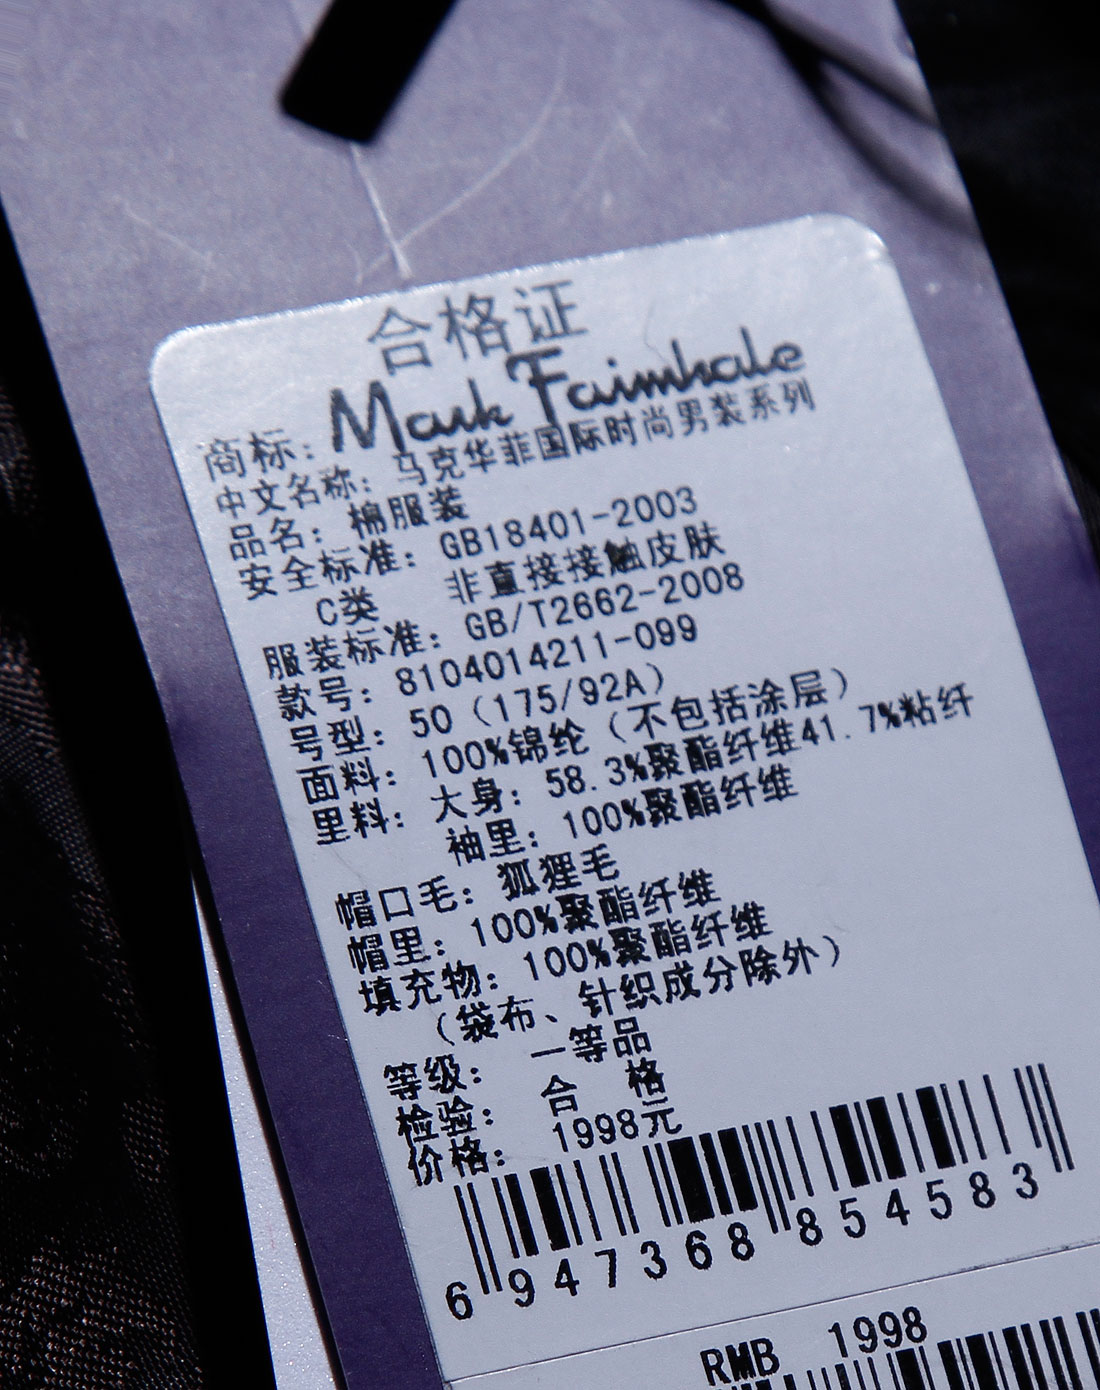 合格证
商标: Mark Fairwhale
中文名称: 马克华菲国际时尚男装系列
品名: 棉服装
安全标准: GB18401-2003
C类 非直接接触皮肤
服装标准: GB/T2662-2008
款号: 8104014211-099
号型: 50 (175/92A)
面料: 100%锦纶 (不包括涂层)
里料: 大身: 58.3%聚酯纤维41.7%粘纤
袖里: 100%聚酯纤维
帽口毛: 狐狸毛
帽里: 100%聚酯纤维
填充物: 100%聚酯纤维
(袋布、针织成分除外)
等级: 一等品
检验: 合 格
价格: 1998元
6 947368 854583
RMB 1998